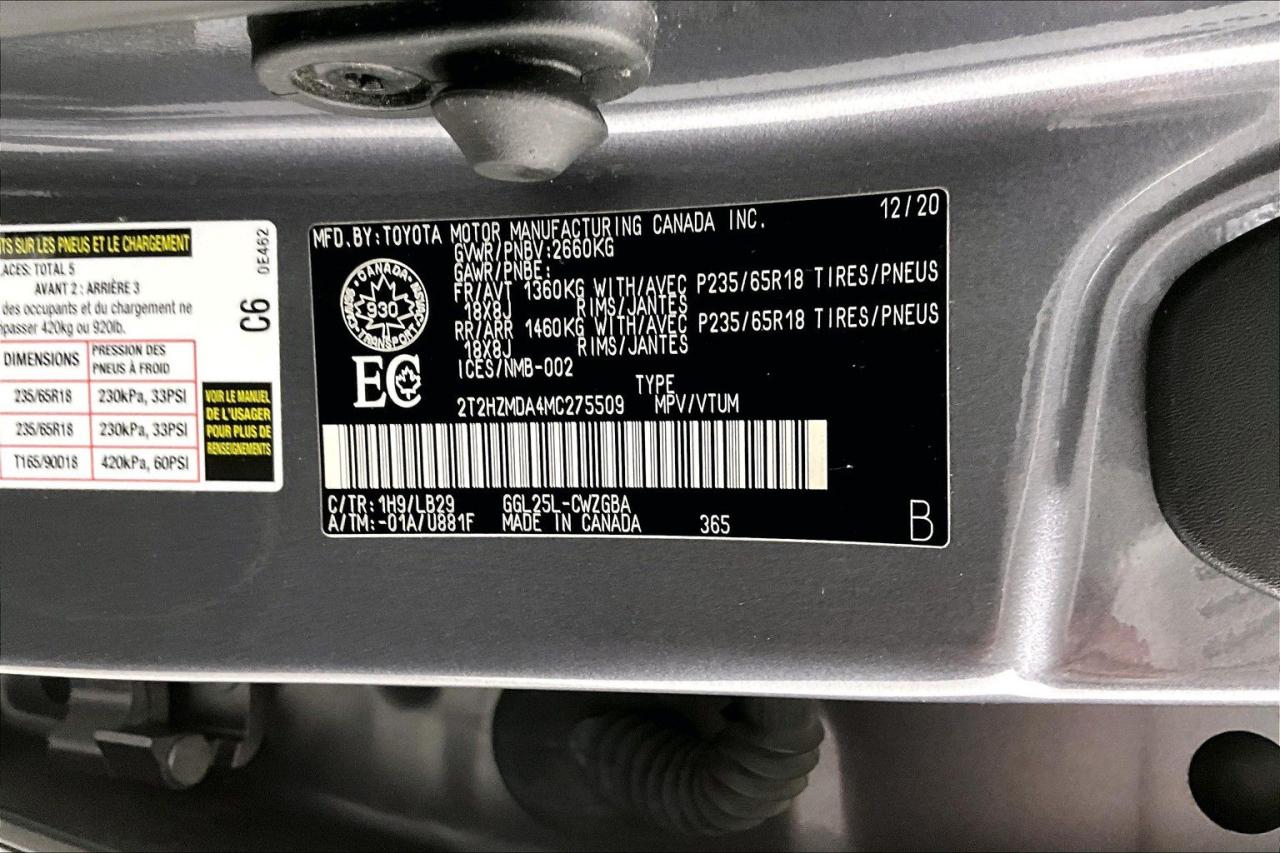 TS SUR LES PNEUS ET LE CHARGEMENT
ACES: TOTAL 5
AVANT 2 : ARRIÈRE 3
des occupants et du chargement ne
passer 420kg ou 920lb.
DIMENSIONS
PRESSION DES
PNEUS À FROID
235/65R18 230kPa, 33PSI
235/65R18 230kPa, 33PSI
T165/90D18 420kPa, 60PSI
VOIR LE MANUEL
DE L'USAGER
POUR PLUS DE
RENSEIGNEMENTS
C6
0E462
MFD.BY:TOYOTA MOTOR MANUFACTURING CANADA INC. 12/20
GVWR/PNBV:2660KG
GAWR/PNBE:
FR/AVT 1360KG WITH/AVEC P235/65R18 TIRES/PNEUS
18X8J RIMS/JANTES
RR/ARR 1460KG WITH/AVEC P235/65R18 TIRES/PNEUS
18X8J RIMS/JANTES
ICES/NMB-002
CANADA
930
TRANSPORT
EC
TYPE
2T2HZMDA4MC275509 MPV/VTUM
C/TR:1H9/LB29 GGL25L-CWZGBA
A/TM:-01A/U881F MADE IN CANADA 365
B